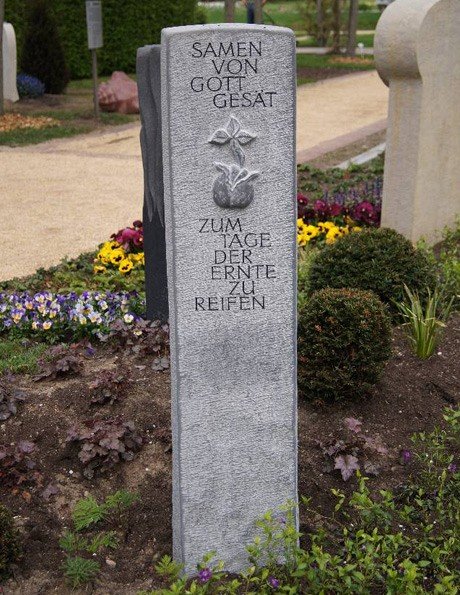 SAMEN
VON
GOTT
GESÄT
ZUM
TAGE
DER
ERNTE
ZU
REIFEN